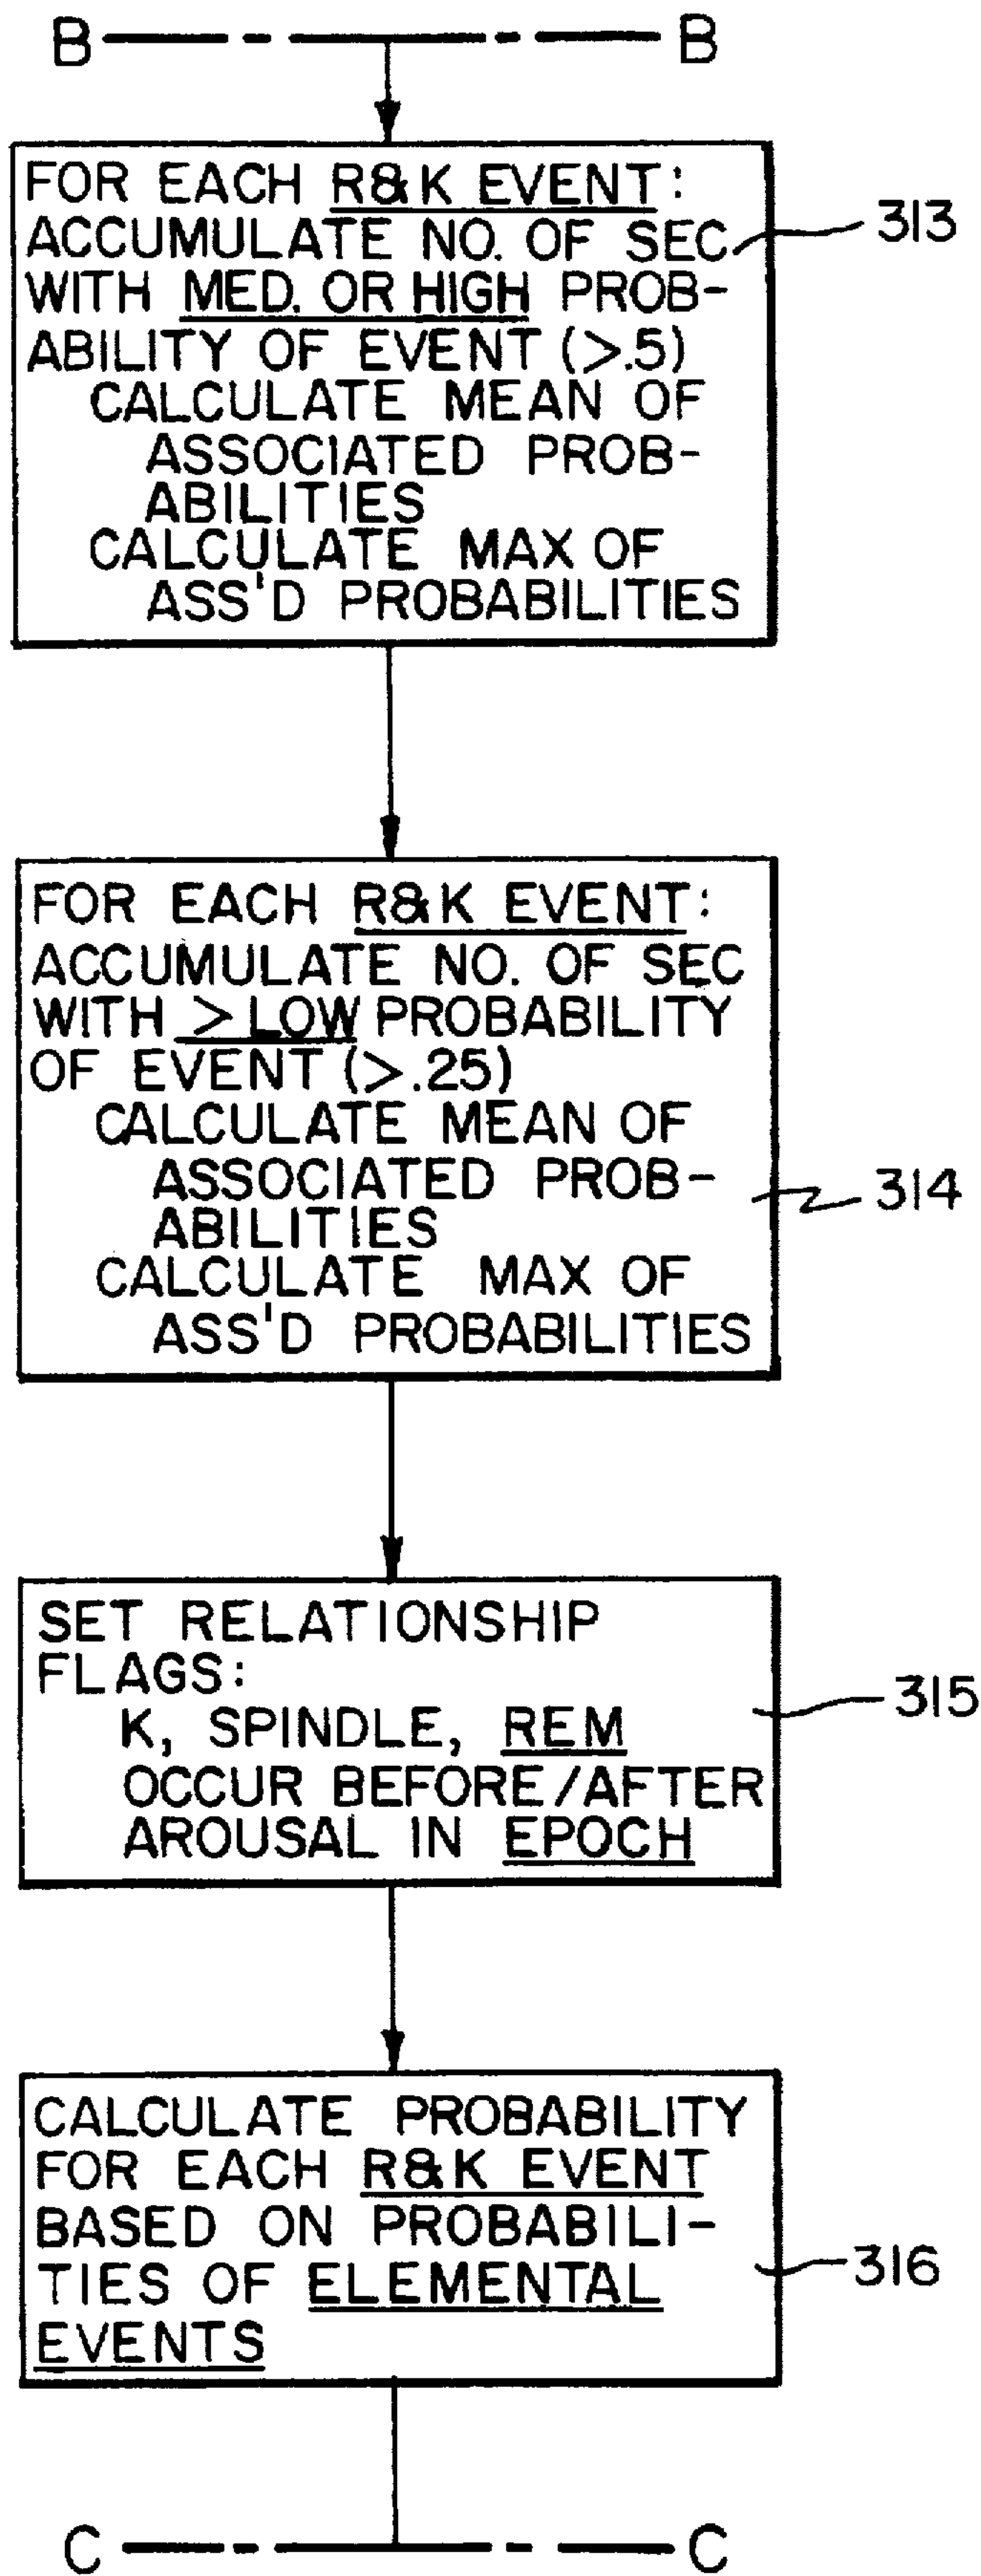 B B
FOR EACH R&K EVENT:
ACCUMULATE NO. OF SEC
WITH MED. OR HIGH PROB-
ABILITY OF EVENT (>.5)
CALCULATE MEAN OF
ASSOCIATED PROB-
ABILITIES
CALCULATE MAX OF
ASS'D PROBABILITIES
313
FOR EACH R&K EVENT:
ACCUMULATE NO. OF SEC
WITH > LOW PROBABILITY
OF EVENT (>.25)
CALCULATE MEAN OF
ASSOCIATED PROB-
ABILITIES
CALCULATE MAX OF
ASS'D PROBABILITIES
314
SET RELATIONSHIP
FLAGS:
K, SPINDLE, REM
OCCUR BEFORE/AFTER
AROUSAL IN EPOCH
315
CALCULATE PROBABILITY
FOR EACH R&K EVENT
BASED ON PROBABILI-
TIES OF ELEMENTAL
EVENTS
316
C C